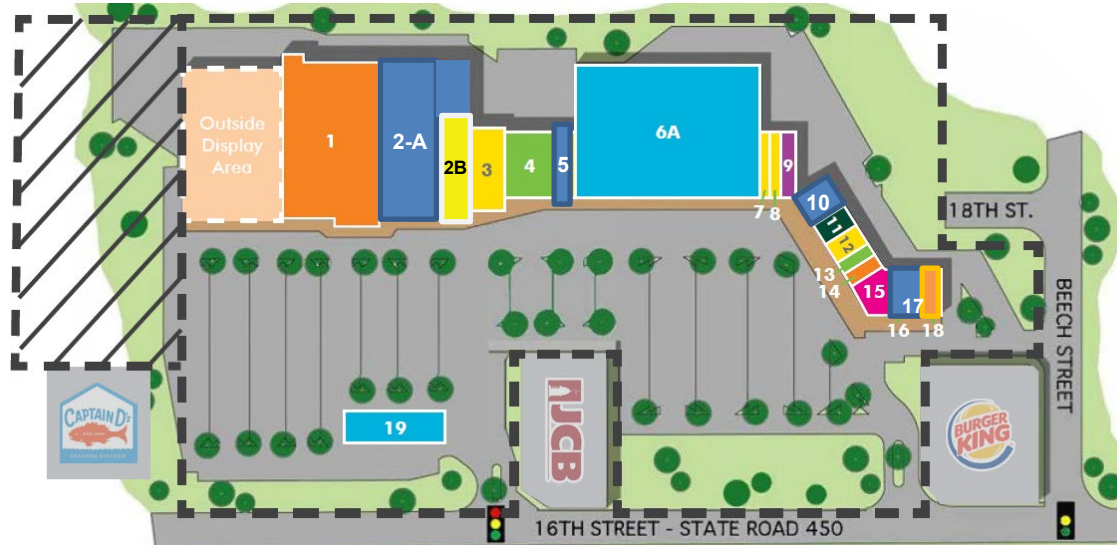 Outside
Display
Area
1
2-A
2B
3
4
5
6A
7
8
9
10
11
12
13
14
15
16
17
18
18TH ST.
BEECH STREET
19
CAPTAIN D's
JCB
BURGER
KING
16TH STREET - STATE ROAD 450